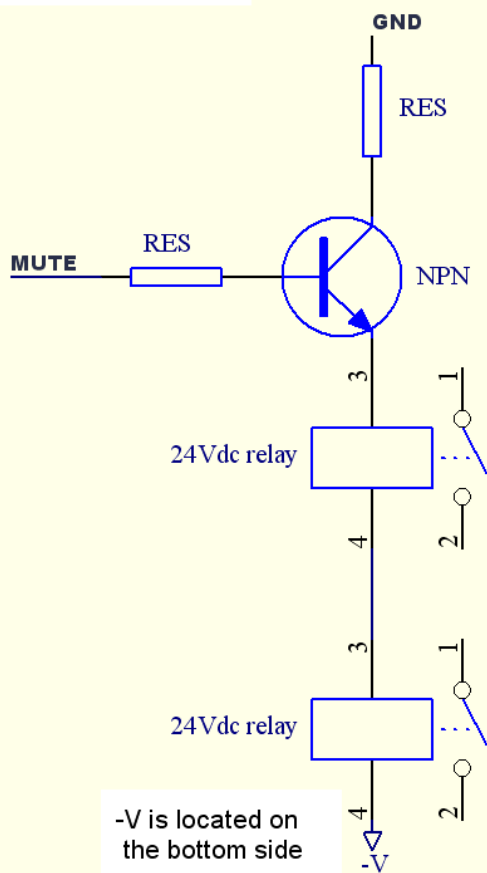 GND
RES
RES
MUTE
NPN
3
1
24Vdc relay
4
2
3
1
24Vdc relay
4
2
-V is located on
the bottom side
-V